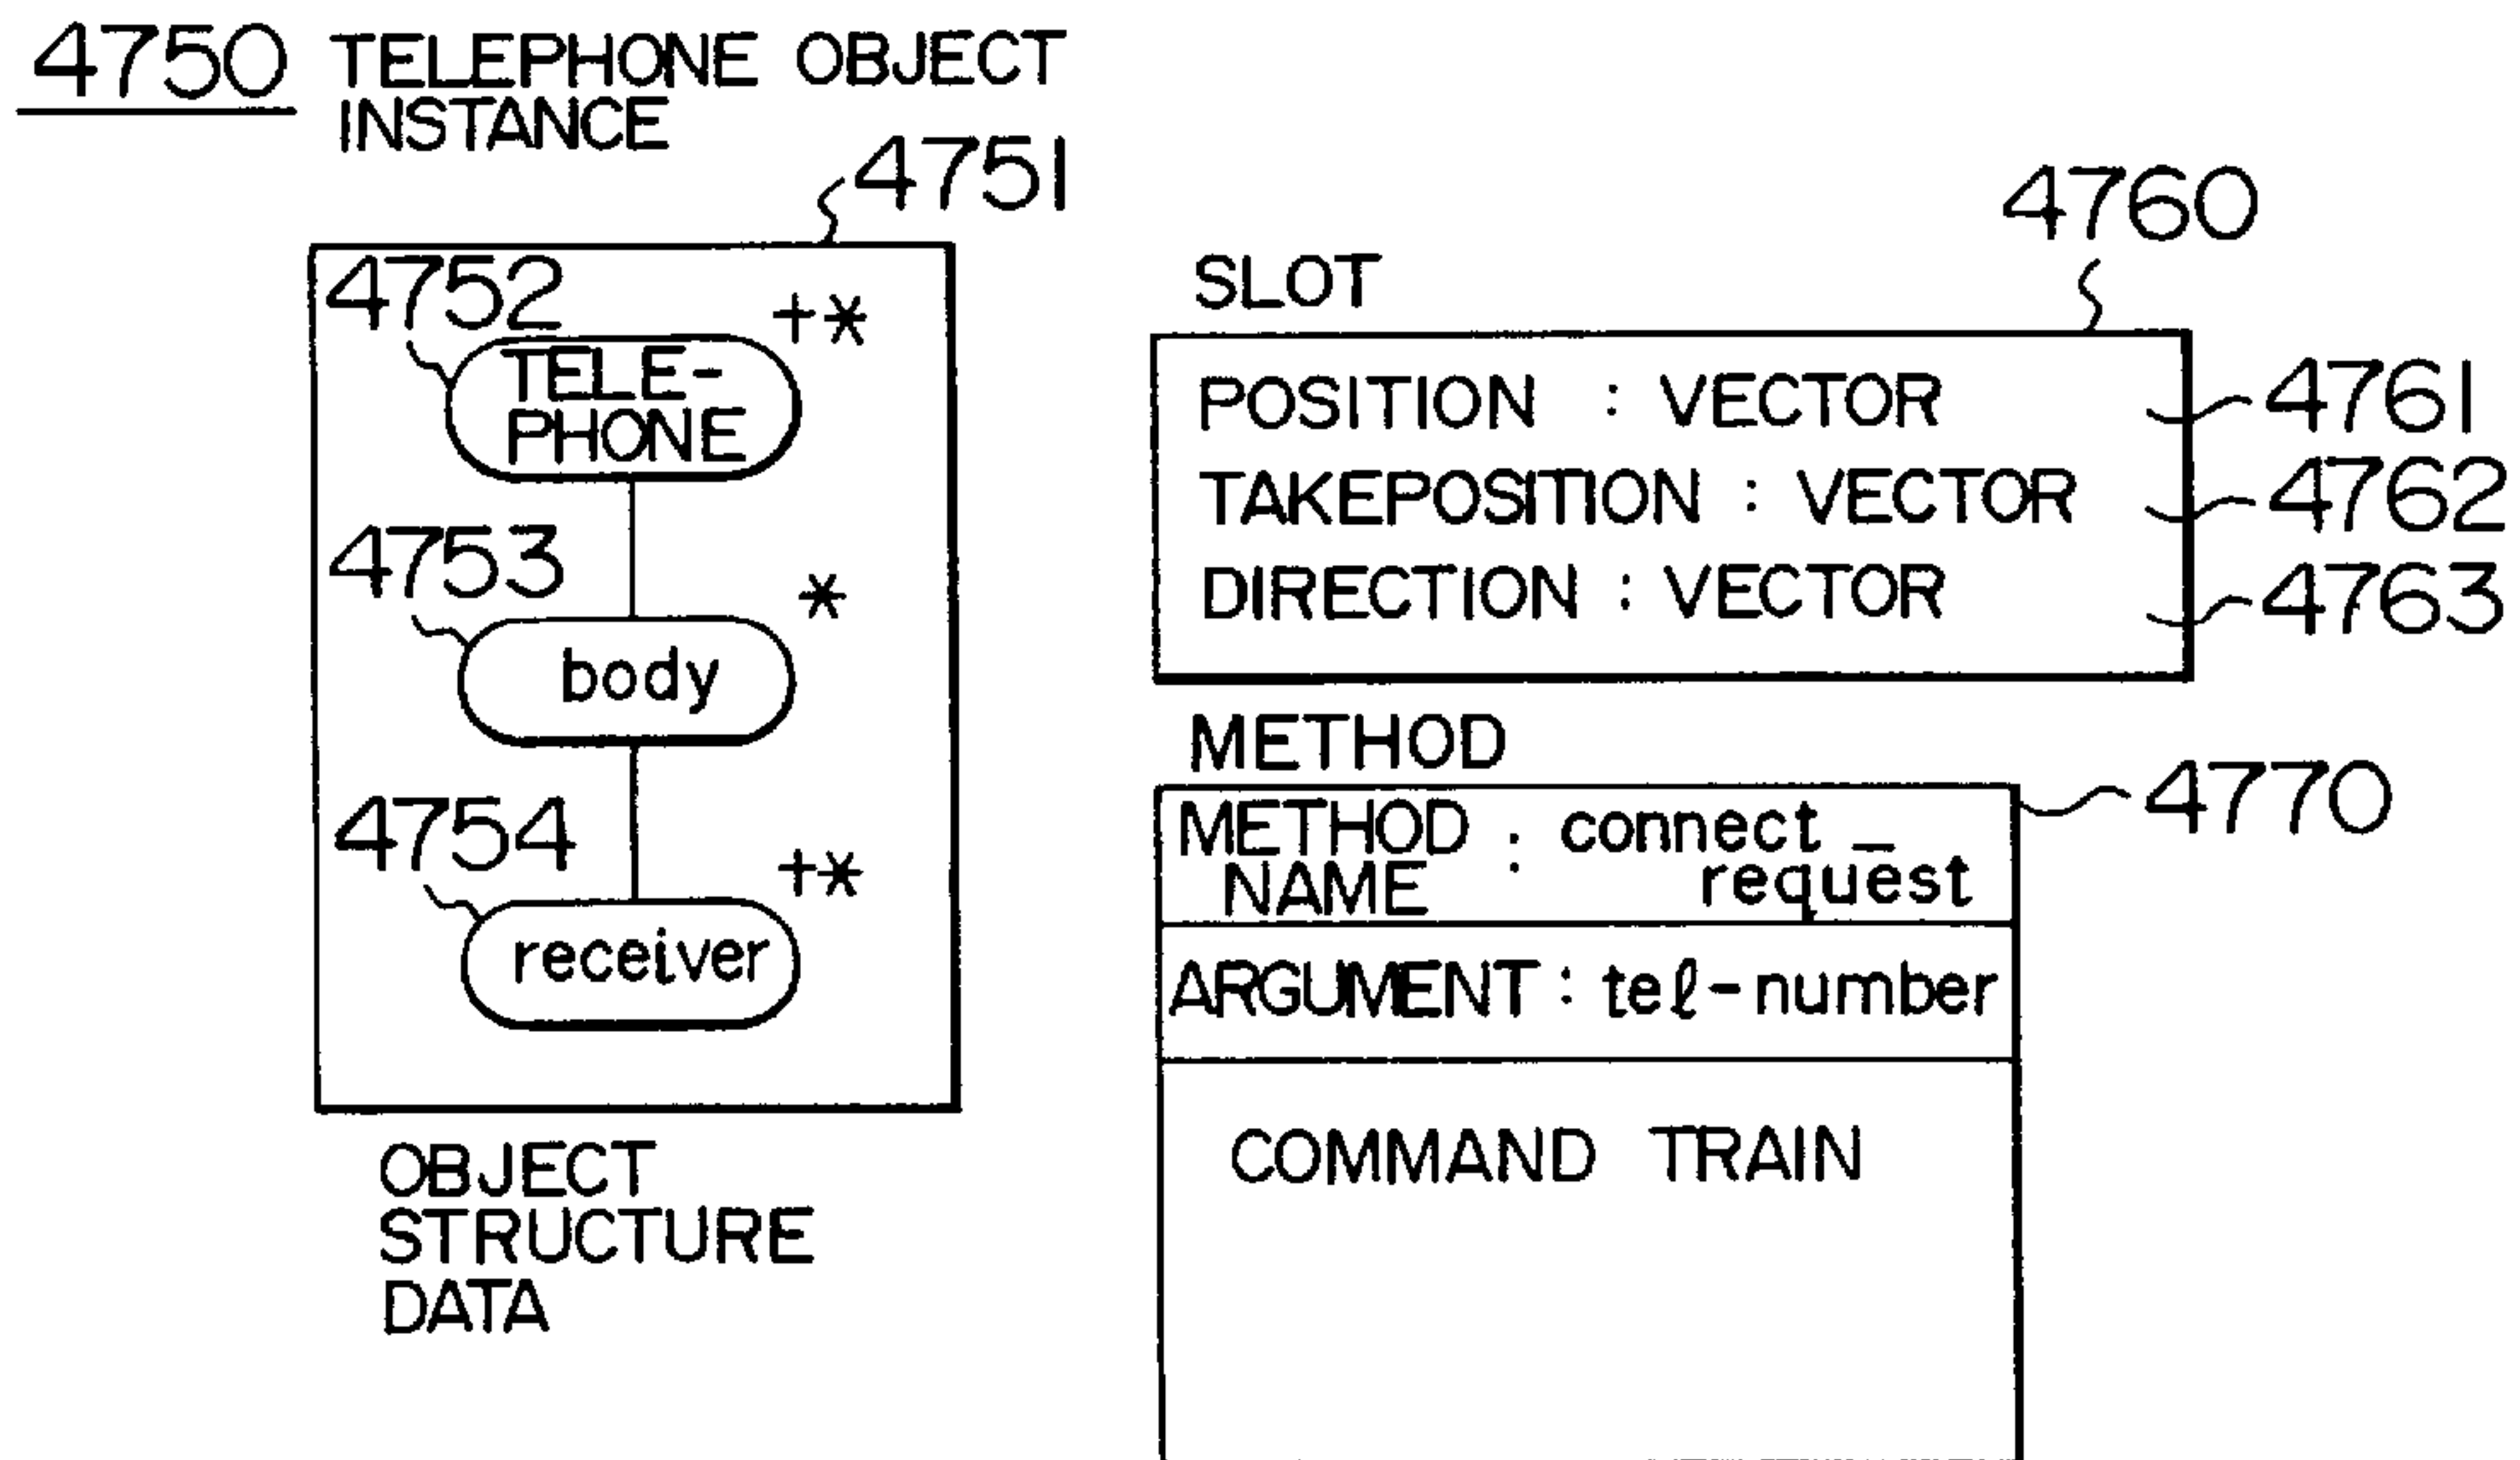 4750 TELEPHONE OBJECT
INSTANCE
4751
4752
+*
TELE-
PHONE
4753
*
body
4754
+*
receiver
OBJECT
STRUCTURE
DATA
4760
SLOT
POSITION : VECTOR
4761
TAKEPOSITION : VECTOR
4762
DIRECTION : VECTOR
4763
METHOD
4770
METHOD : connect _
NAME request
ARGUMENT : tel-number
COMMAND TRAIN